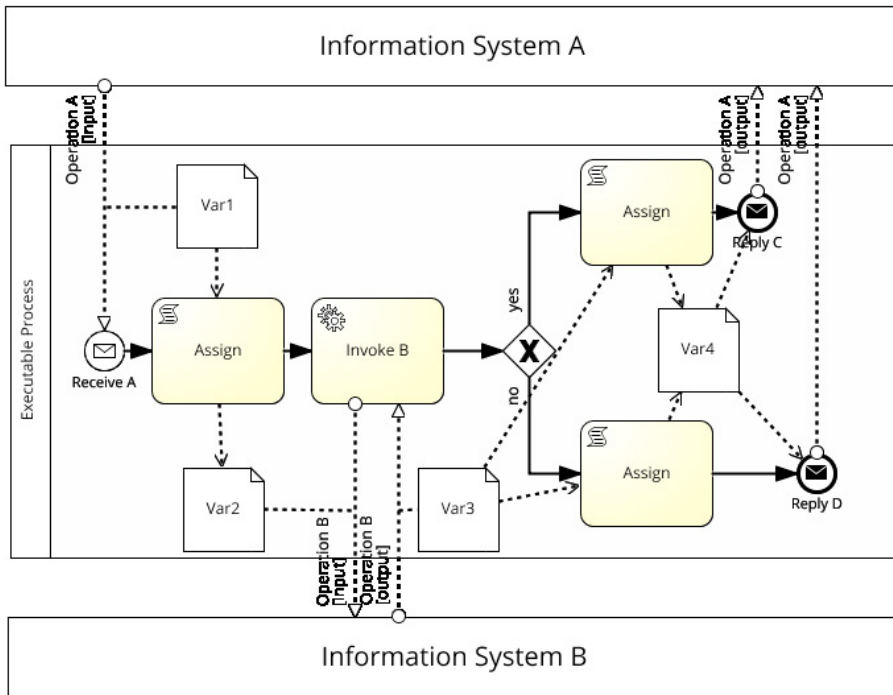 Information System A
Operation A
[input]
Operation A
[output]
Operation A
[output]
Executable Process
Var1
Assign
Reply C
yes
Receive A
Assign
Invoke B
no
Var4
Var2
Operation B
[input]
Operation B
[output]
Var3
Assign
Reply D
Information System B